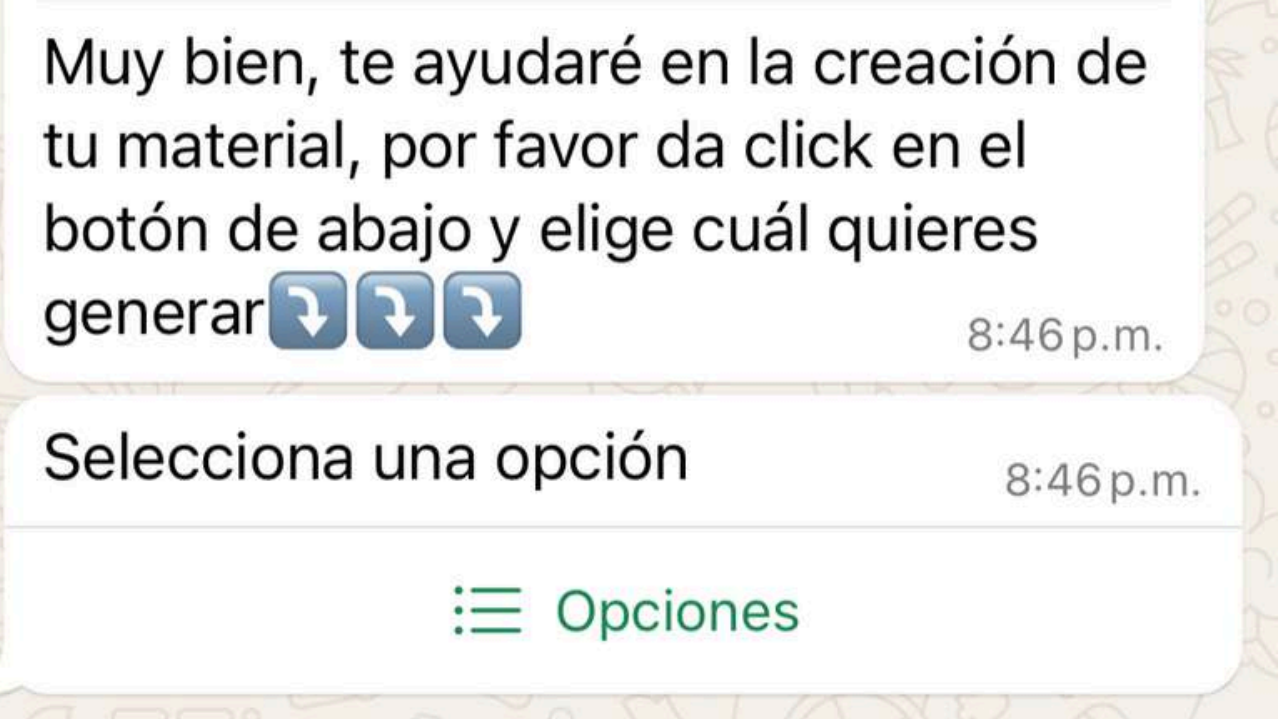 Muy bien, te ayudaré en la creación de
tu material, por favor da click en el
botón de abajo y elige cuál quieres
generar⤵️⤵️⤵️
8:46 p.m.
Selecciona una opción
8:46 p.m.
Opciones